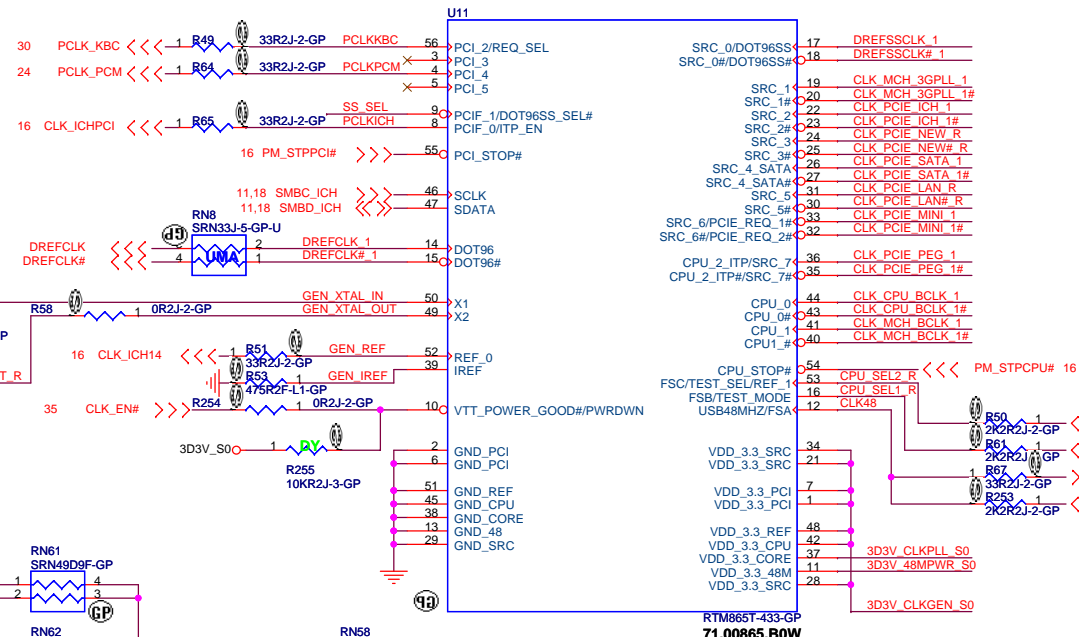 U11
30 PCLK_KBC 1 R49 33R2J-2-GP PCLKKBC 56 PCI_2/REQ_SEL
3 PCI_3
24 PCLK_PCM 1 R64 33R2J-2-GP PCLKPCM 4 PCI_4
5 PCI_5
SS_SEL 9 PCIF_1/DOT96SS_SEL#
16 CLK_ICHPCI 1 R65 33R2J-2-GP PCLKICH 8 PCIF_0/ITP_EN
16 PM_STPPCI# 55 PCI_STOP#
11,18 SMBC_ICH 46 SCLK
11,18 SMBD_ICH 47 SDATA
RN8
SRN33J-5-GP-U
GP
DREFCLK 3 2 DREFCLK_1 14 DOT96
DREFCLK# 4 1 DREFCLK#_1 15 DOT96#
UMA
GEN_XTAL_IN 50 X1
R58 1 0R2J-2-GP GEN_XTAL_OUT 49 X2
P
16 CLK_ICH14 1 R51 GEN_REF 52 REF_0
33R2J-2-GP
T_R
R53 1 GEN_IREF 39 IREF
475R2F-L1-GP
35 CLK_EN# R254 1 0R2J-2-GP 10 VTT_POWER_GOOD#/PWRDWN
3D3V_S0 1 DY
R255
10KR2J-3-GP
2 GND_PCI
6 GND_PCI
51 GND_REF
45 GND_CPU
38 GND_CORE
13 GND_48
29 GND_SRC
SRC_0/DOT96SS 17 DREFSSCLK_1
SRC_0#/DOT96SS# 18 DREFSSCLK#_1
SRC_1 19 CLK_MCH_3GPLL_1
SRC_1# 20 CLK_MCH_3GPLL_1#
SRC_2 22 CLK_PCIE_ICH_1
SRC_2# 23 CLK_PCIE_ICH_1#
SRC_3 24 CLK_PCIE_NEW_R
SRC_3# 25 CLK_PCIE_NEW#_R
SRC_4_SATA 26 CLK_PCIE_SATA_1
SRC_4_SATA# 27 CLK_PCIE_SATA_1#
SRC_5 31 CLK_PCIE_LAN_R
SRC_5# 30 CLK_PCIE_LAN#_R
SRC_6/PCIE_REQ_1# 33 CLK_PCIE_MINI_1
SRC_6#/PCIE_REQ_2# 32 CLK_PCIE_MINI_1#
CPU_2_ITP/SRC_7 36 CLK_PCIE_PEG_1
CPU_2_ITP#/SRC_7# 35 CLK_PCIE_PEG_1#
CPU_0 44 CLK_CPU_BCLK_1
CPU_0# 43 CLK_CPU_BCLK_1#
CPU_1 41 CLK_MCH_BCLK_1
CPU1_# 40 CLK_MCH_BCLK_1#
CPU_STOP# 54 PM_STPCPU# 16
FSC/TEST_SEL/REF_1 53 CPU_SEL2_R
FSB/TEST_MODE 16 CPU_SEL1_R
USB48MHZ/FSA 12 CLK48
R50 1
2K2R2J-2-GP
R61 1
2K2R2J GP
1 R67
33R2J-2-GP
R253 1
2K2R2J-2-GP
VDD_3.3_SRC 34
VDD_3.3_SRC 21
VDD_3.3_PCI 7
VDD_3.3_PCI 1
VDD_3.3_REF 48
VDD_3.3_CPU 42
VDD_3.3_CORE 37 3D3V_CLKPLL_S0
VDD_3.3_48M 11 3D3V_48MPWR_S0
VDD_3.3_SRC 28
3D3V_CLKGEN_S0
RTM865T-433-GP
71.00865.B0W
RN61
SRN49D9F-GP
1 4
2 3
GP
RN62
RN58